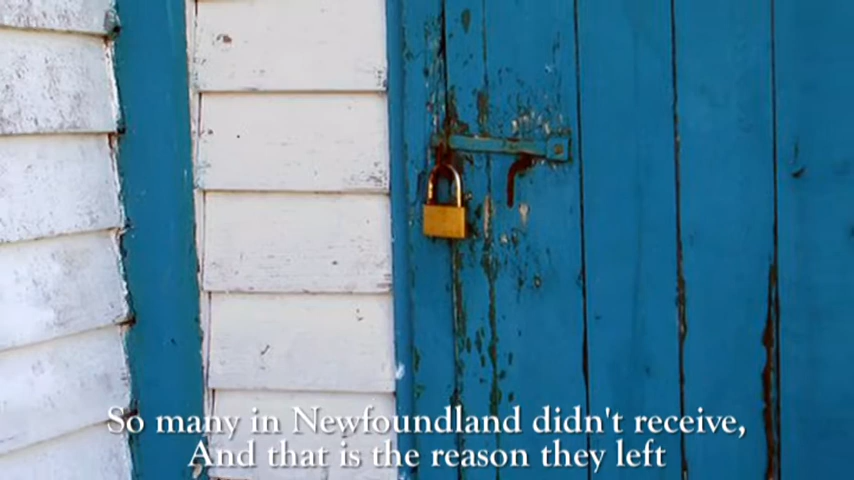 So many in Newfoundland didn't receive,
And that is the reason they left